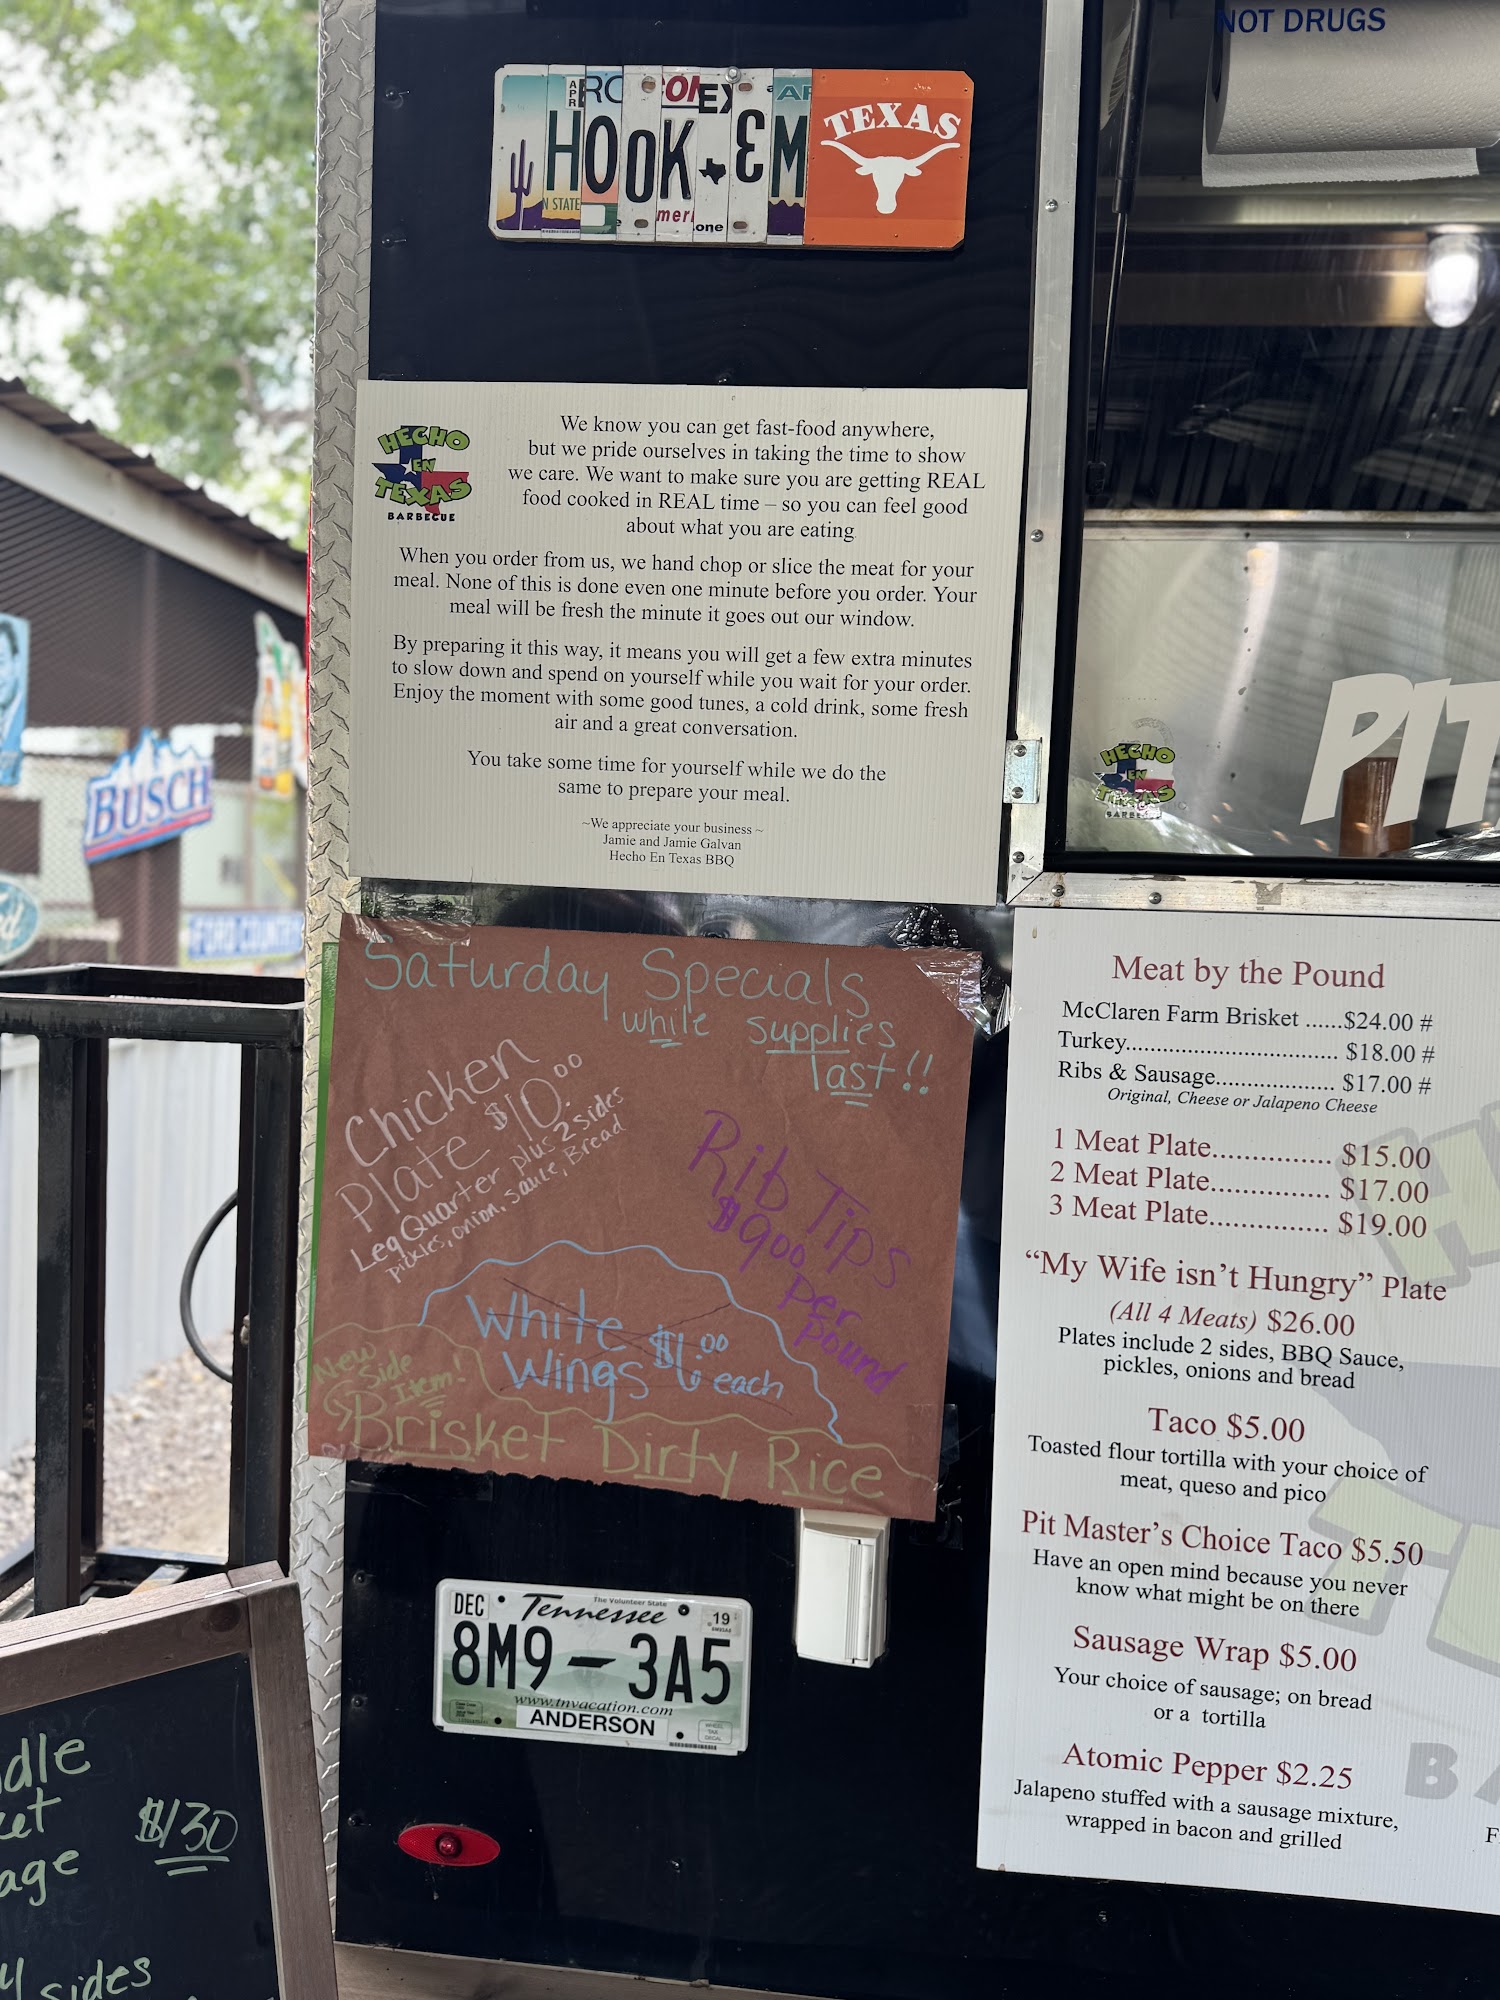 NOT DRUGS
HOOK EM
TEXAS
N STATE
one
HECHO
EN
TEXAS
BARBECUE
We know you can get fast-food anywhere,
but we pride ourselves in taking the time to show
we care. We want to make sure you are getting REAL
food cooked in REAL time – so you can feel good
about what you are eating
When you order from us, we hand chop or slice the meat for your
meal. None of this is done even one minute before you order. Your
meal will be fresh the minute it goes out our window.
By preparing it this way, it means you will get a few extra minutes
to slow down and spend on yourself while you wait for your order.
Enjoy the moment with some good tunes, a cold drink, some fresh
air and a great conversation.
You take some time for yourself while we do the
same to prepare your meal.
~We appreciate your business ~
Jamie and Jamie Galvan
Hecho En Texas BBQ
BUSCH
HECHO
EN
TEXAS
PIT
Saturday Specials
while supplies
last!!
Chicken
Plate $10.00
Leg Quarter plus 2 sides
pickles, onion, sauce, Bread
Rib Tips
$9.00 per
pound
White
Wings $1.00 each
New
Side
Item!
Brisket Dirty Rice
Meat by the Pound
McClaren Farm Brisket ......$24.00 #
Turkey.................................. $18.00 #
Ribs & Sausage................... $17.00 #
Original, Cheese or Jalapeno Cheese
1 Meat Plate............... $15.00
2 Meat Plate............... $17.00
3 Meat Plate............... $19.00
“My Wife isn’t Hungry” Plate
(All 4 Meats) $26.00
Plates include 2 sides, BBQ Sauce,
pickles, onions and bread
Taco $5.00
Toasted flour tortilla with your choice of
meat, queso and pico
Pit Master’s Choice Taco $5.50
Have an open mind because you never
know what might be on there
Sausage Wrap $5.00
Your choice of sausage; on bread
or a tortilla
Atomic Pepper $2.25
Jalapeno stuffed with a sausage mixture,
wrapped in bacon and grilled
The Volunteer State
DEC Tennessee 19
8M9 3A5
www.tnvacation.com
ANDERSON
$130
sides